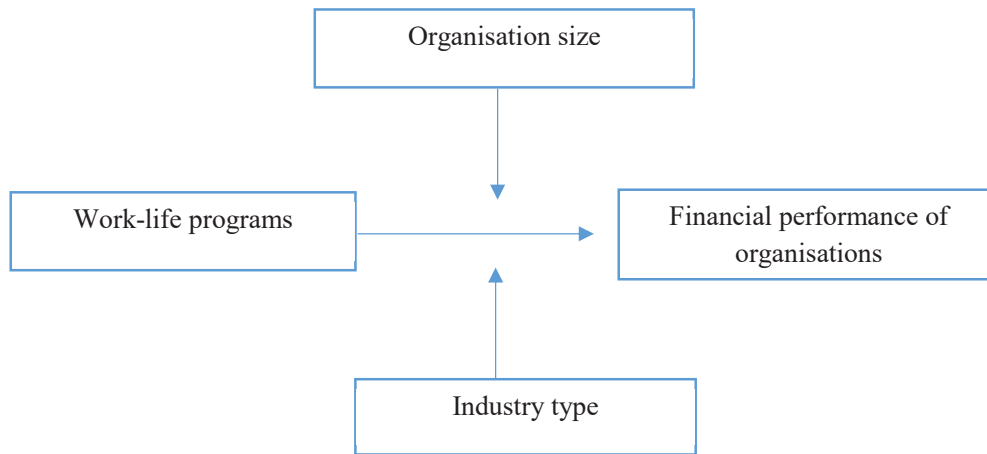 Organisation size
Work-life programs
Financial performance of
organisations
Industry type